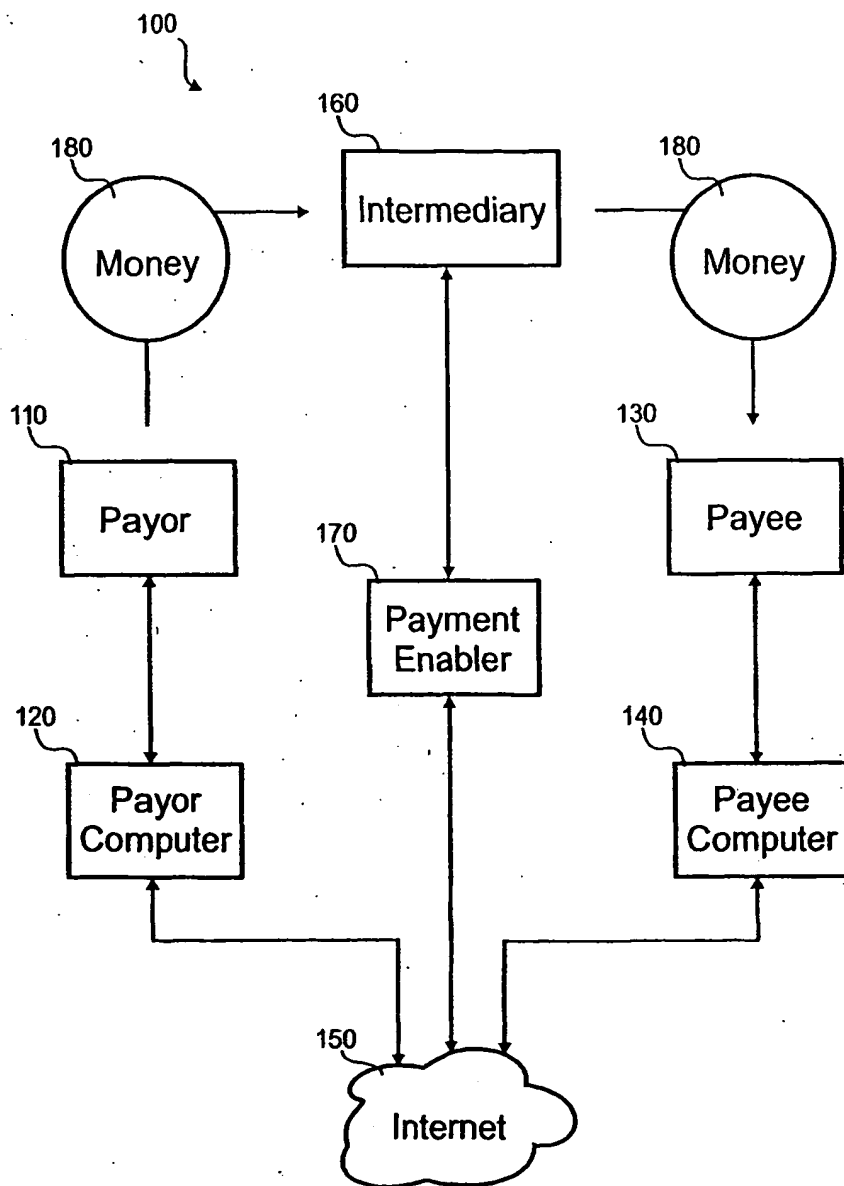 100
160
180
180
Intermediary
Money
Money
110
130
Payor
Payee
170
Payment
Enabler
120
140
Payor
Computer
Payee
Computer
150
Internet